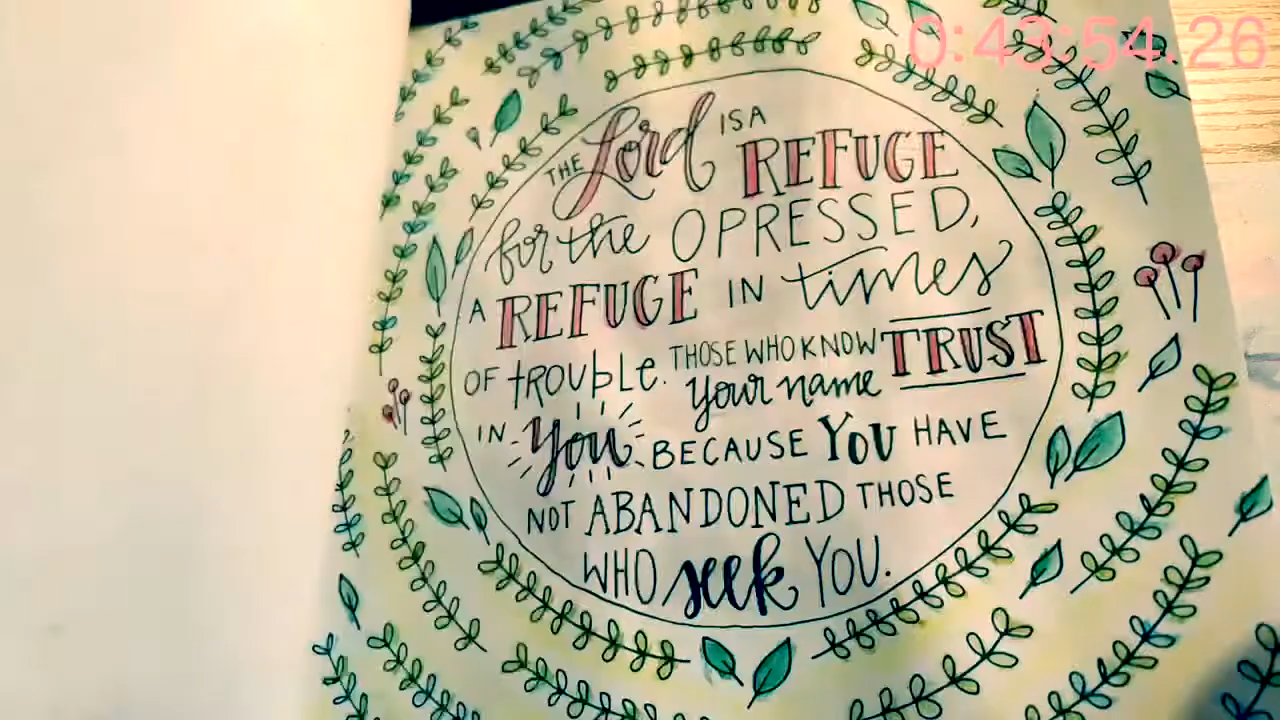 0:43:54.26
THE Lord IS A REFUGE
for the OPRESSED,
A REFUGE IN times
OF trouble. THOSE WHO KNOW
your name TRUST
IN You BECAUSE YOU HAVE
NOT ABANDONED THOSE
WHO seek YOU.